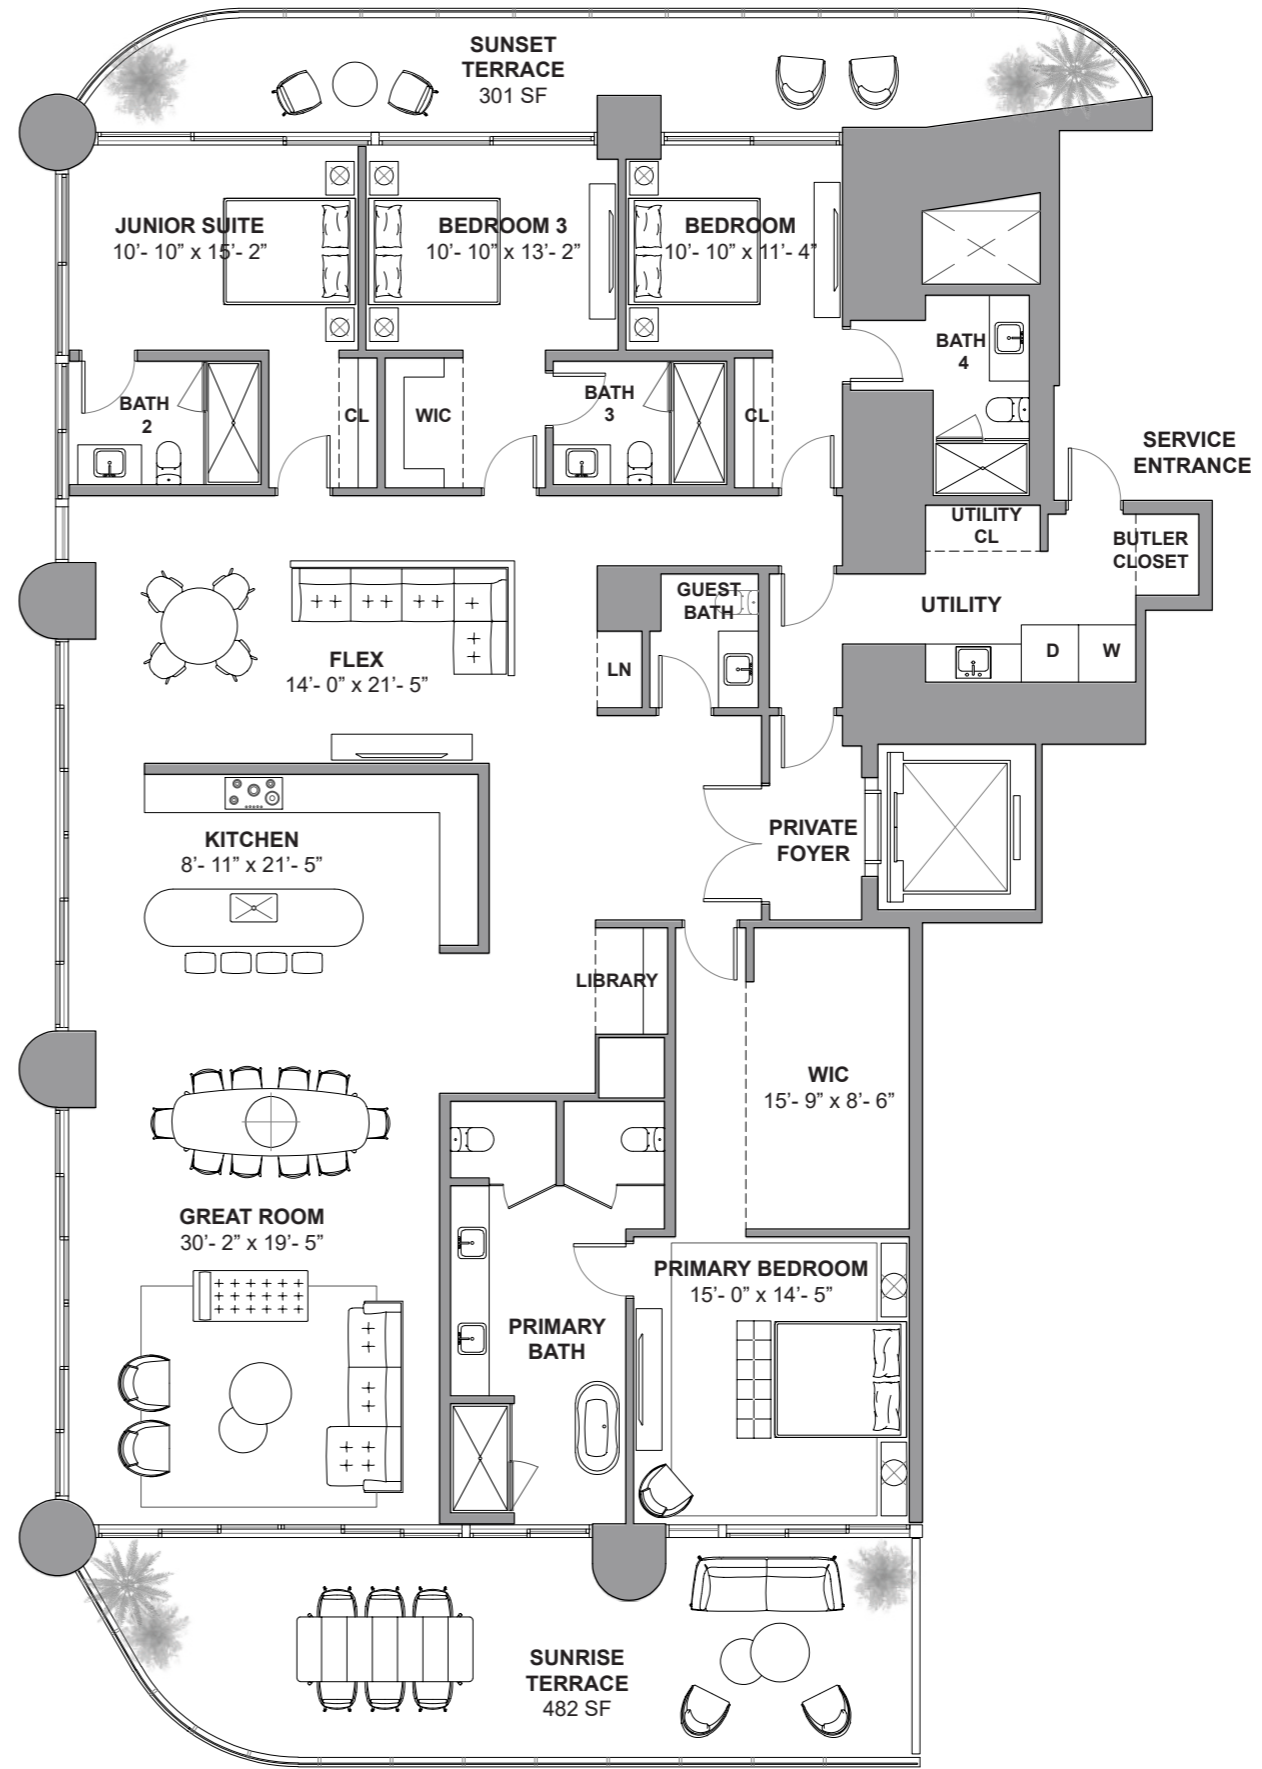 SUNSET
TERRACE
301 SF
JUNIOR SUITE
10’- 10” x 15’- 2”
BEDROOM 3
10’- 10” x 13’- 2”
BEDROOM
10’- 10” x 11’- 4”
BATH
4
BATH
2
CL
WIC
BATH
3
CL
SERVICE
ENTRANCE
UTILITY
CL
BUTLER
CLOSET
GUEST
BATH
UTILITY
FLEX
14’- 0” x 21’- 5”
LN
D
W
KITCHEN
8’- 11” x 21’- 5”
PRIVATE
FOYER
LIBRARY
WIC
15’- 9” x 8’- 6”
GREAT ROOM
30’- 2” x 19’- 5”
PRIMARY BEDROOM
15’- 0” x 14’- 5”
PRIMARY
BATH
SUNRISE
TERRACE
482 SF